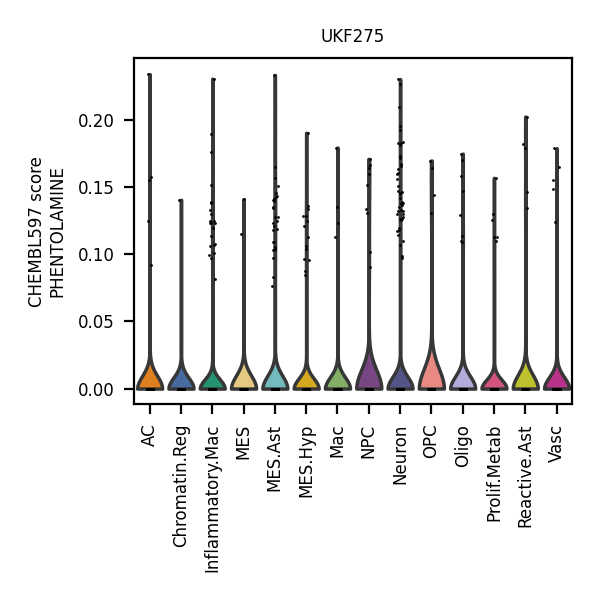 UKF275
CHEMBL597 score
PHENTOLAMINE
0.20
0.15
0.10
0.05
0.00
AC
Chromatin.Reg
Inflammatory.Mac
MES
MES.Ast
MES.Hyp
Mac
NPC
Neuron
OPC
Oligo
Prolif.Metab
Reactive.Ast
Vasc